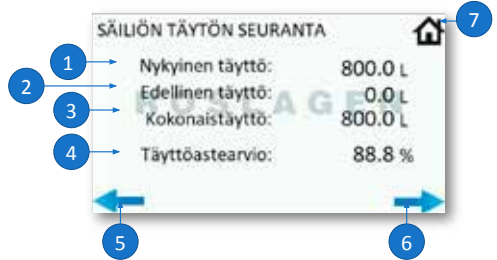 SÄILIÖN TÄYTÖN SEURANTA
7
1
Nykyinen täyttö: 800.0 L
2
Edellinen täyttö: 0.0 L
ROSLAGEN
3
Kokonaistäyttö: 800.0 L
4
Täyttöastearvio: 88.8 %
5
6